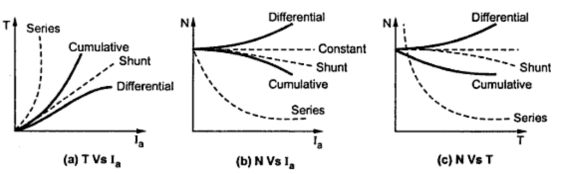 T
Series
Cumulative
Shunt
Differential
Ia
(a) T Vs Ia
N
Differential
Constant
Shunt
Cumulative
Series
Ia
(b) N Vs Ia
N
Differential
Shunt
Cumulative
Series
T
(c) N Vs T